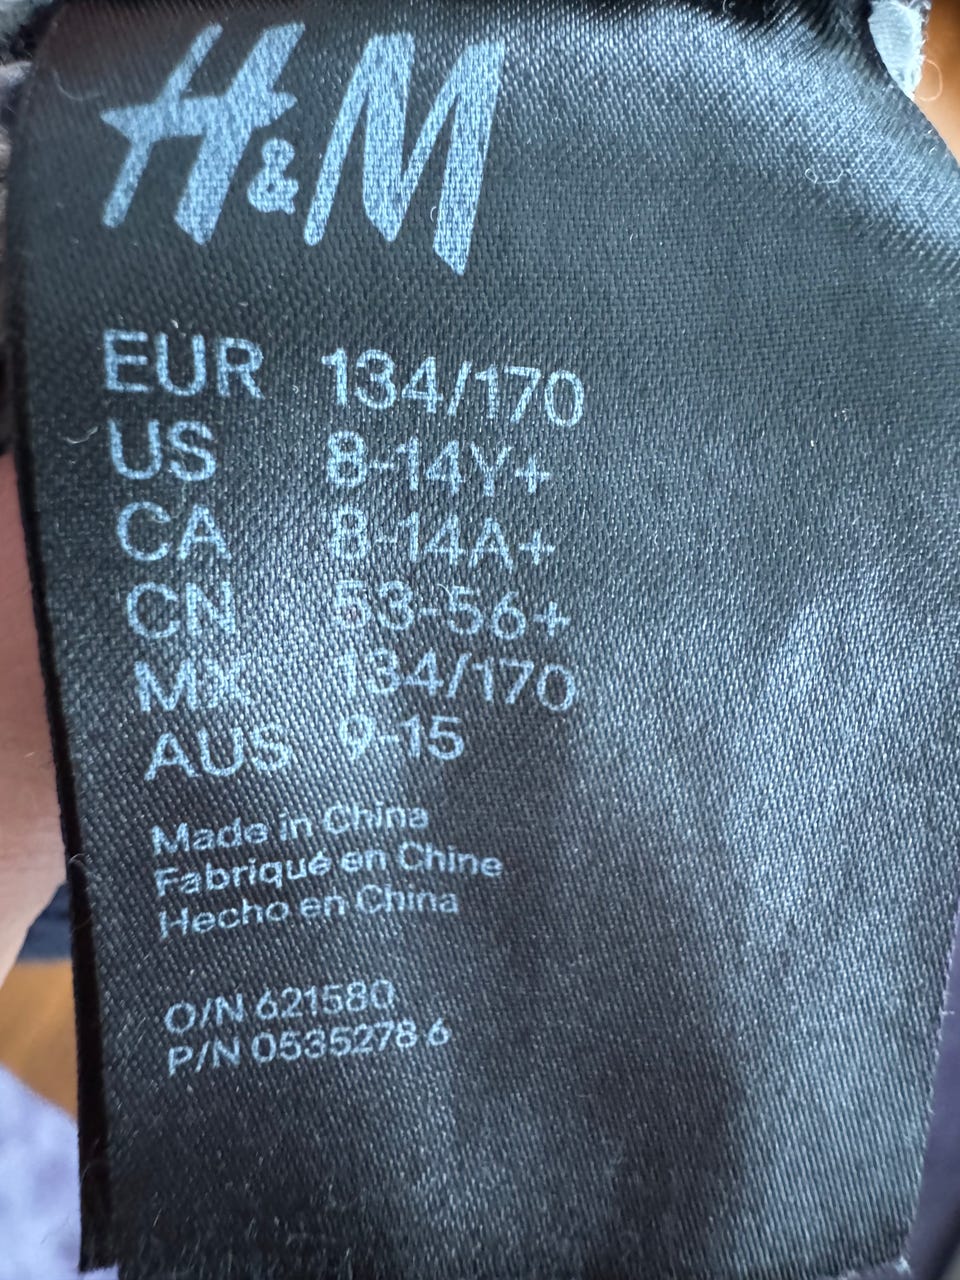 H&M
EUR 134/170
US 8-14Y+
CA 8-14A+
CN 53-56+
MX 134/170
AUS 9-15
Made in China
Fabriqué en Chine
Hecho en China
O/N 621580
P/N 0535278 6